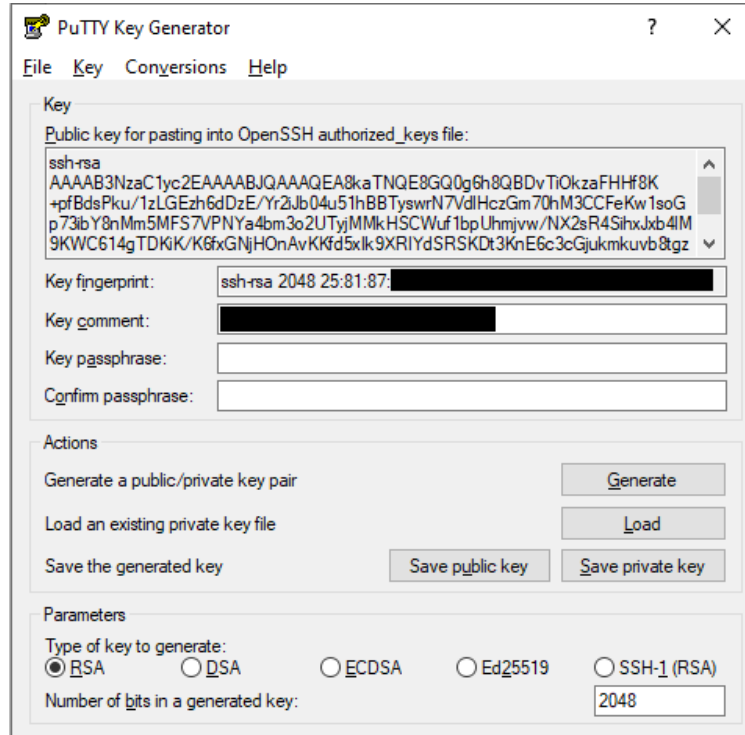 PuTTY Key Generator
File Key Conversions Help
Key
Public key for pasting into OpenSSH authorized_keys file:
ssh-rsa
AAAAB3NzaC1yc2EAAAABJQAAAQEA8kaTNQE8GQ0g6h8QBDvTiOkzaFHHf8K
+pfBdsPku/1zLGEzh6dDzE/Yr2iJb04u51hBBTyswrN7VdlHczGm70hM3CCFeKw1soG
p73ibY8nMm5MFS7VPNYa4bm3o2UTyjMMkHSCWuf1bpUhmjvw/NX2sR4SihxJxb4lM
9KWC614gTDKiK/K6fxGNjHOnAvKKfd5xlk9XRIYdSRSKDt3KnE6c3cGjukmkuvb8tgz
Key fingerprint: ssh-rsa 2048 25:81:87:
Key comment:
Key passphrase:
Confirm passphrase:
Actions
Generate a public/private key pair Generate
Load an existing private key file Load
Save the generated key Save public key Save private key
Parameters
Type of key to generate:
RSA DSA ECDSA Ed25519 SSH-1 (RSA)
Number of bits in a generated key: 2048